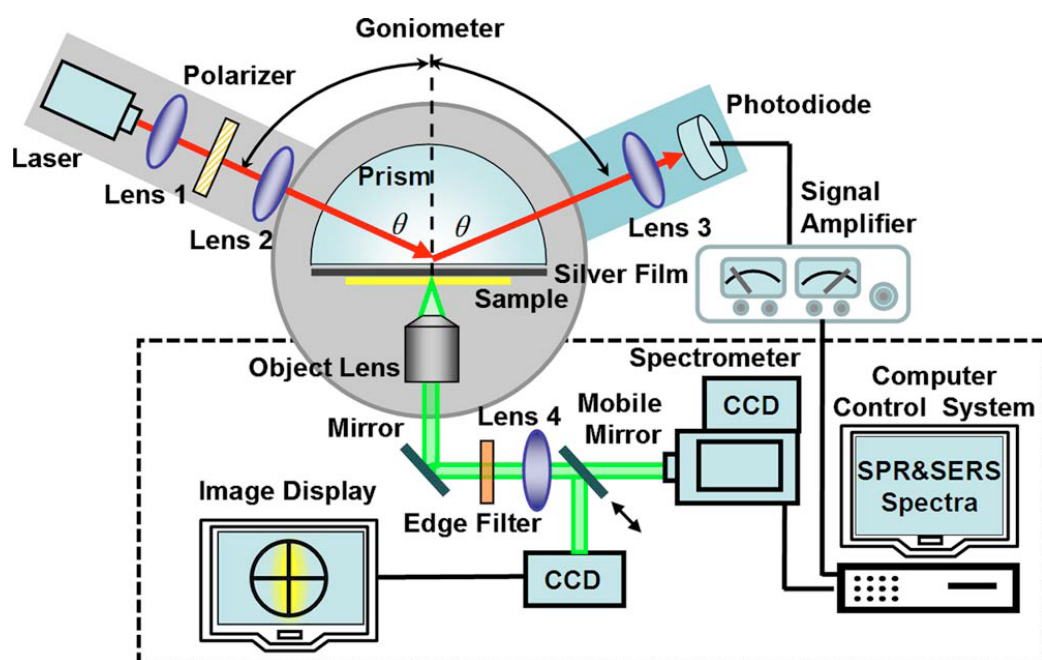 Goniometer
Polarizer
Photodiode
Laser
Prism
Lens 1
θ
θ
Lens 2
Lens 3
Signal
Amplifier
Silver Film
Sample
Object Lens
Spectrometer
CCD
Computer
Control System
Lens 4
Mobile
Mirror
Mirror
SPR&SERS
Spectra
Image Display
Edge Filter
CCD